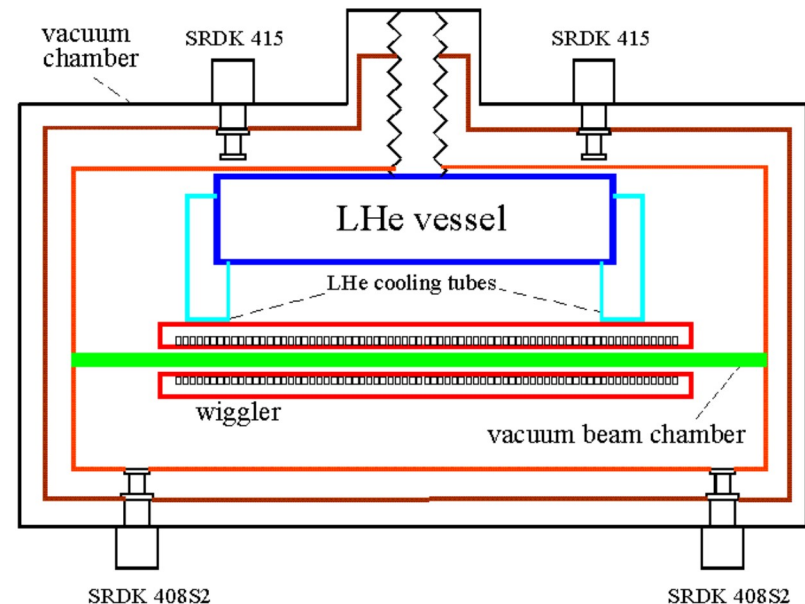 vacuum
chamber
SRDK 415
SRDK 415
LHe vessel
LHe cooling tubes
wiggler
vacuum beam chamber
SRDK 408S2
SRDK 408S2